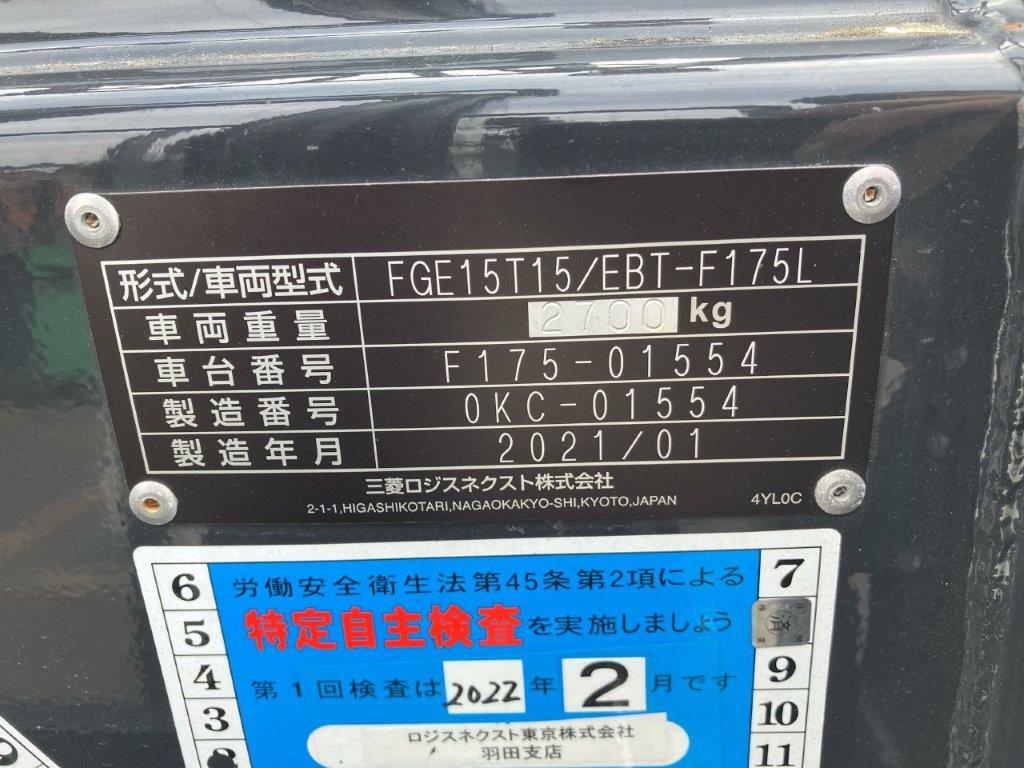 形式/車両型式 FGE15T15/EBT-F175L
車両重量 2700 kg
車台番号 F175-01554
製造番号 0KC-01554
製造年月 2021/01
三菱ロジスネクスト株式会社
2-1-1,HIGASHIKOTARI,NAGAOKAKYO-SHI,KYOTO,JAPAN 4YL0C
6 労働安全衛生法第45条第2項による 7
5 特定自主検査を実施しましょう
4 第1回検査は2022年2月です 9
3 ロジスネクスト東京株式会社 10
羽田支店 11